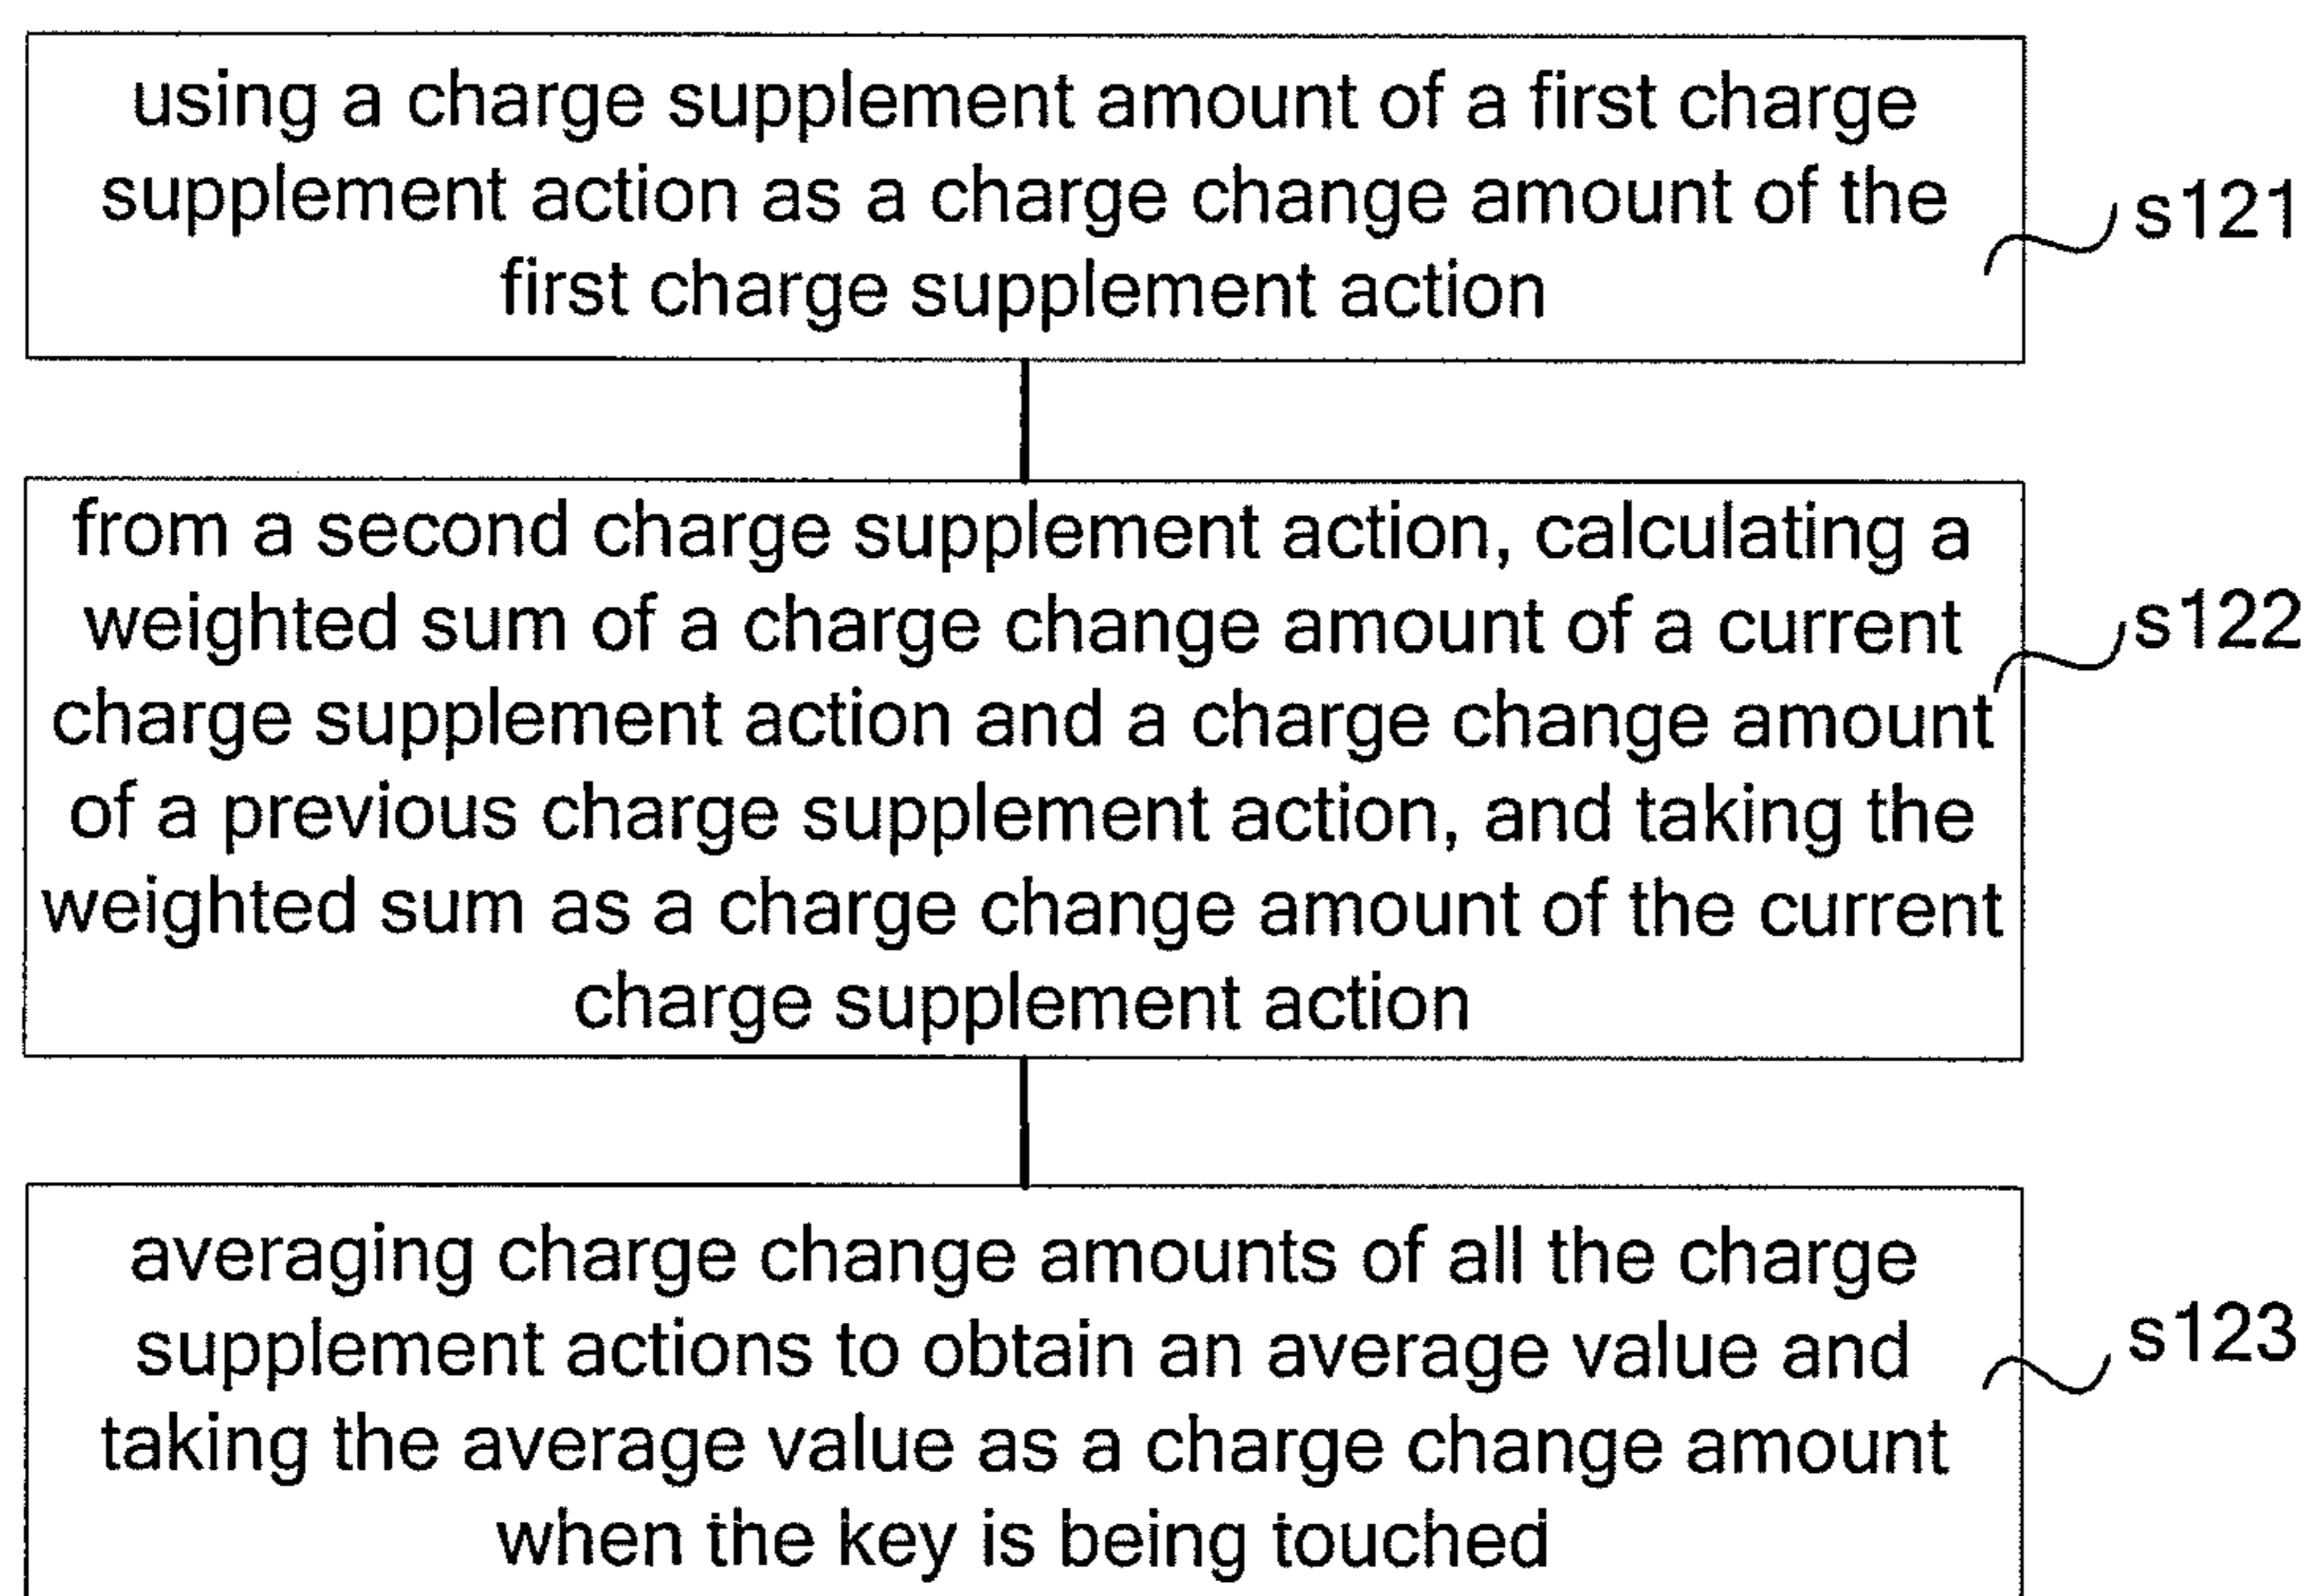 using a charge supplement amount of a first charge
supplement action as a charge change amount of the
first charge supplement action
s121
from a second charge supplement action, calculating a
weighted sum of a charge change amount of a current
charge supplement action and a charge change amount
of a previous charge supplement action, and taking the
weighted sum as a charge change amount of the current
charge supplement action
s122
averaging charge change amounts of all the charge
supplement actions to obtain an average value and
taking the average value as a charge change amount
when the key is being touched
s123